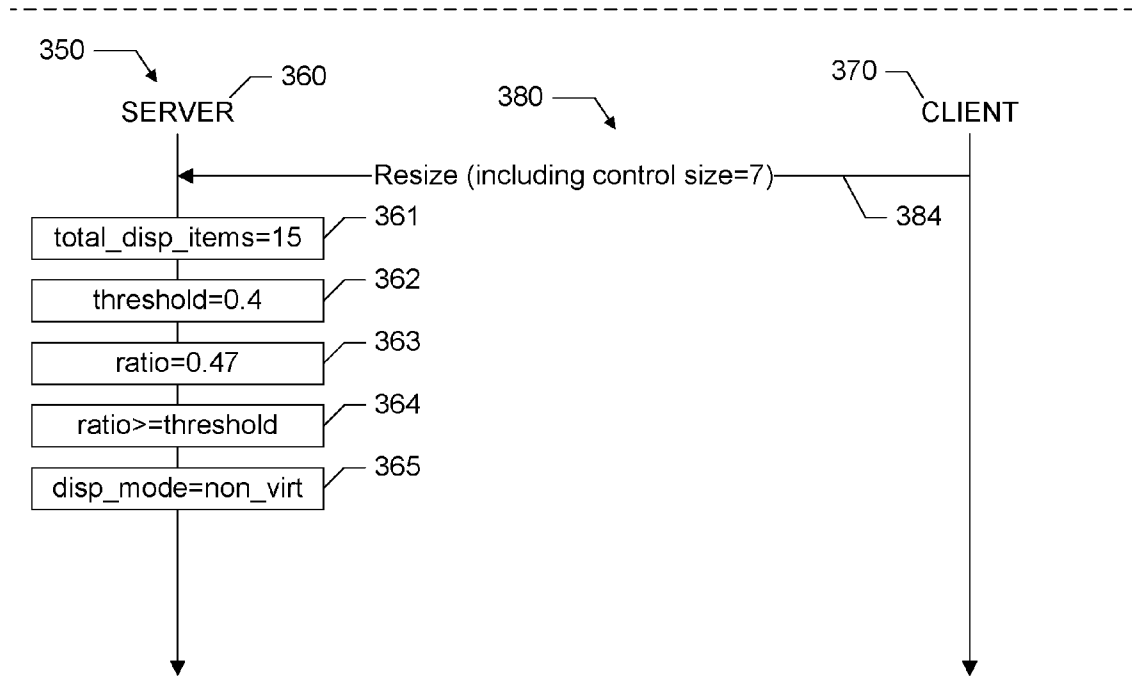 350
360
SERVER
380
370
CLIENT
Resize (including control size=7)
384
361
total_disp_items=15
362
threshold=0.4
363
ratio=0.47
364
ratio>=threshold
365
disp_mode=non_virt